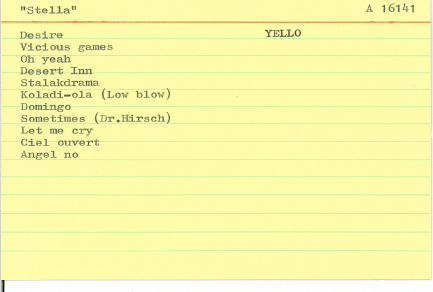 "Stella" A 16141
Desire YELLO
Vicious games
Oh yeah
Desert Inn
Stalakdrama
Koladi-ola (Low blow)
Domingo
Sometimes (Dr.Hirsch)
Let me cry
Ciel ouvert
Angel no